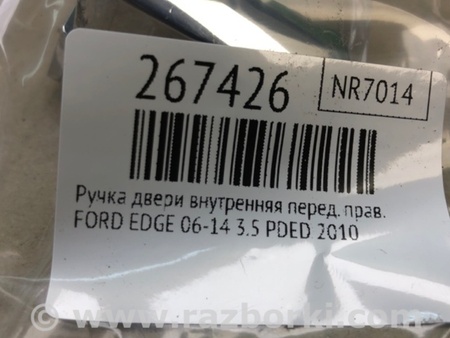 267426
NR7014
Ручка двери внутренняя перед. прав.
FORD EDGE 06-14 3.5 PDED 2010
© www.razborki.com